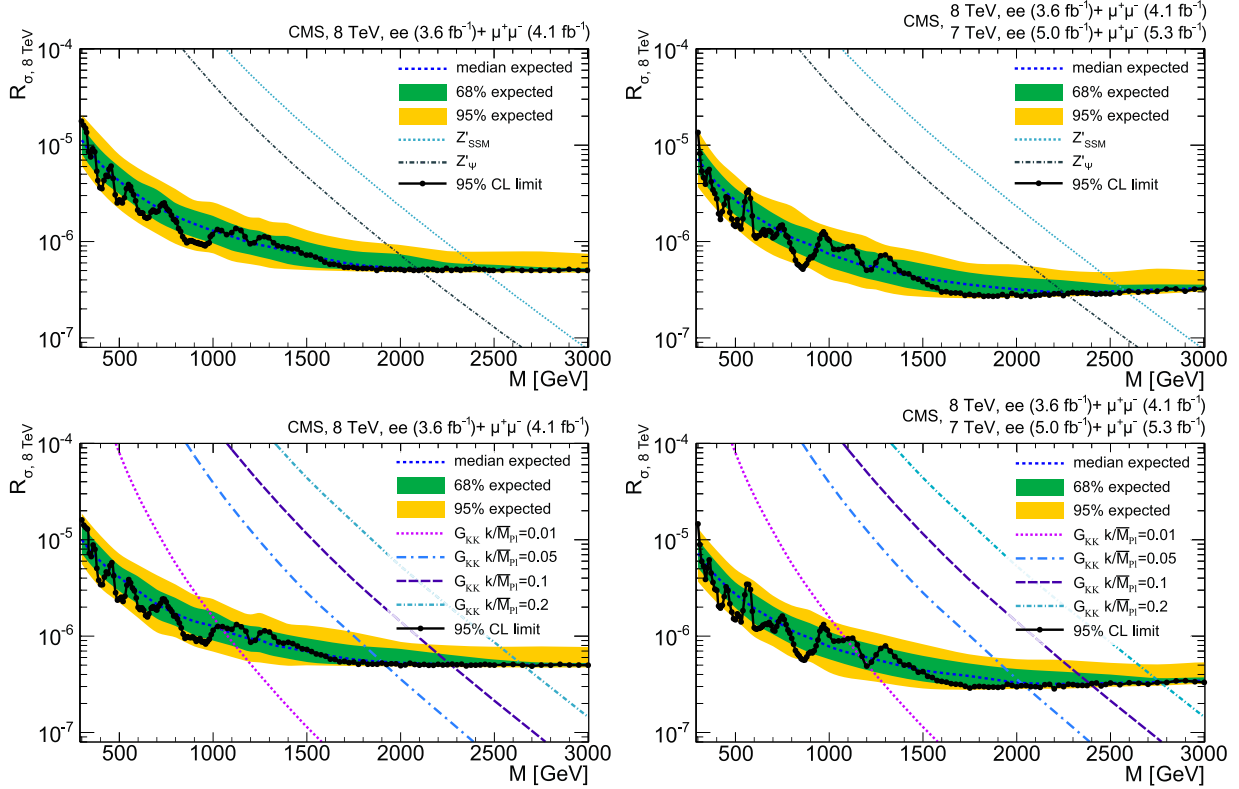 CMS, 8 TeV, ee (3.6 fb⁻¹)+ μ⁺μ⁻ (4.1 fb⁻¹)
R σ, 8 TeV
10⁻⁴
10⁻⁵
10⁻⁶
10⁻⁷
median expected
68% expected
95% expected
Z'SSM
Z'Ψ
95% CL limit
500 1000 1500 2000 2500 3000
M [GeV]
CMS, 8 TeV, ee (3.6 fb⁻¹)+ μ⁺μ⁻ (4.1 fb⁻¹)
7 TeV, ee (5.0 fb⁻¹)+ μ⁺μ⁻ (5.3 fb⁻¹)
R σ, 8 TeV
10⁻⁴
10⁻⁵
10⁻⁶
10⁻⁷
median expected
68% expected
95% expected
Z'SSM
Z'Ψ
95% CL limit
500 1000 1500 2000 2500 3000
M [GeV]
CMS, 8 TeV, ee (3.6 fb⁻¹)+ μ⁺μ⁻ (4.1 fb⁻¹)
R σ, 8 TeV
10⁻⁴
10⁻⁵
10⁻⁶
10⁻⁷
median expected
68% expected
95% expected
G_KK k/M̅_Pl=0.01
G_KK k/M̅_Pl=0.05
G_KK k/M̅_Pl=0.1
G_KK k/M̅_Pl=0.2
95% CL limit
500 1000 1500 2000 2500 3000
M [GeV]
CMS, 8 TeV, ee (3.6 fb⁻¹)+ μ⁺μ⁻ (4.1 fb⁻¹)
7 TeV, ee (5.0 fb⁻¹)+ μ⁺μ⁻ (5.3 fb⁻¹)
R σ, 8 TeV
10⁻⁴
10⁻⁵
10⁻⁶
10⁻⁷
median expected
68% expected
95% expected
G_KK k/M̅_Pl=0.01
G_KK k/M̅_Pl=0.05
G_KK k/M̅_Pl=0.1
G_KK k/M̅_Pl=0.2
95% CL limit
500 1000 1500 2000 2500 3000
M [GeV]